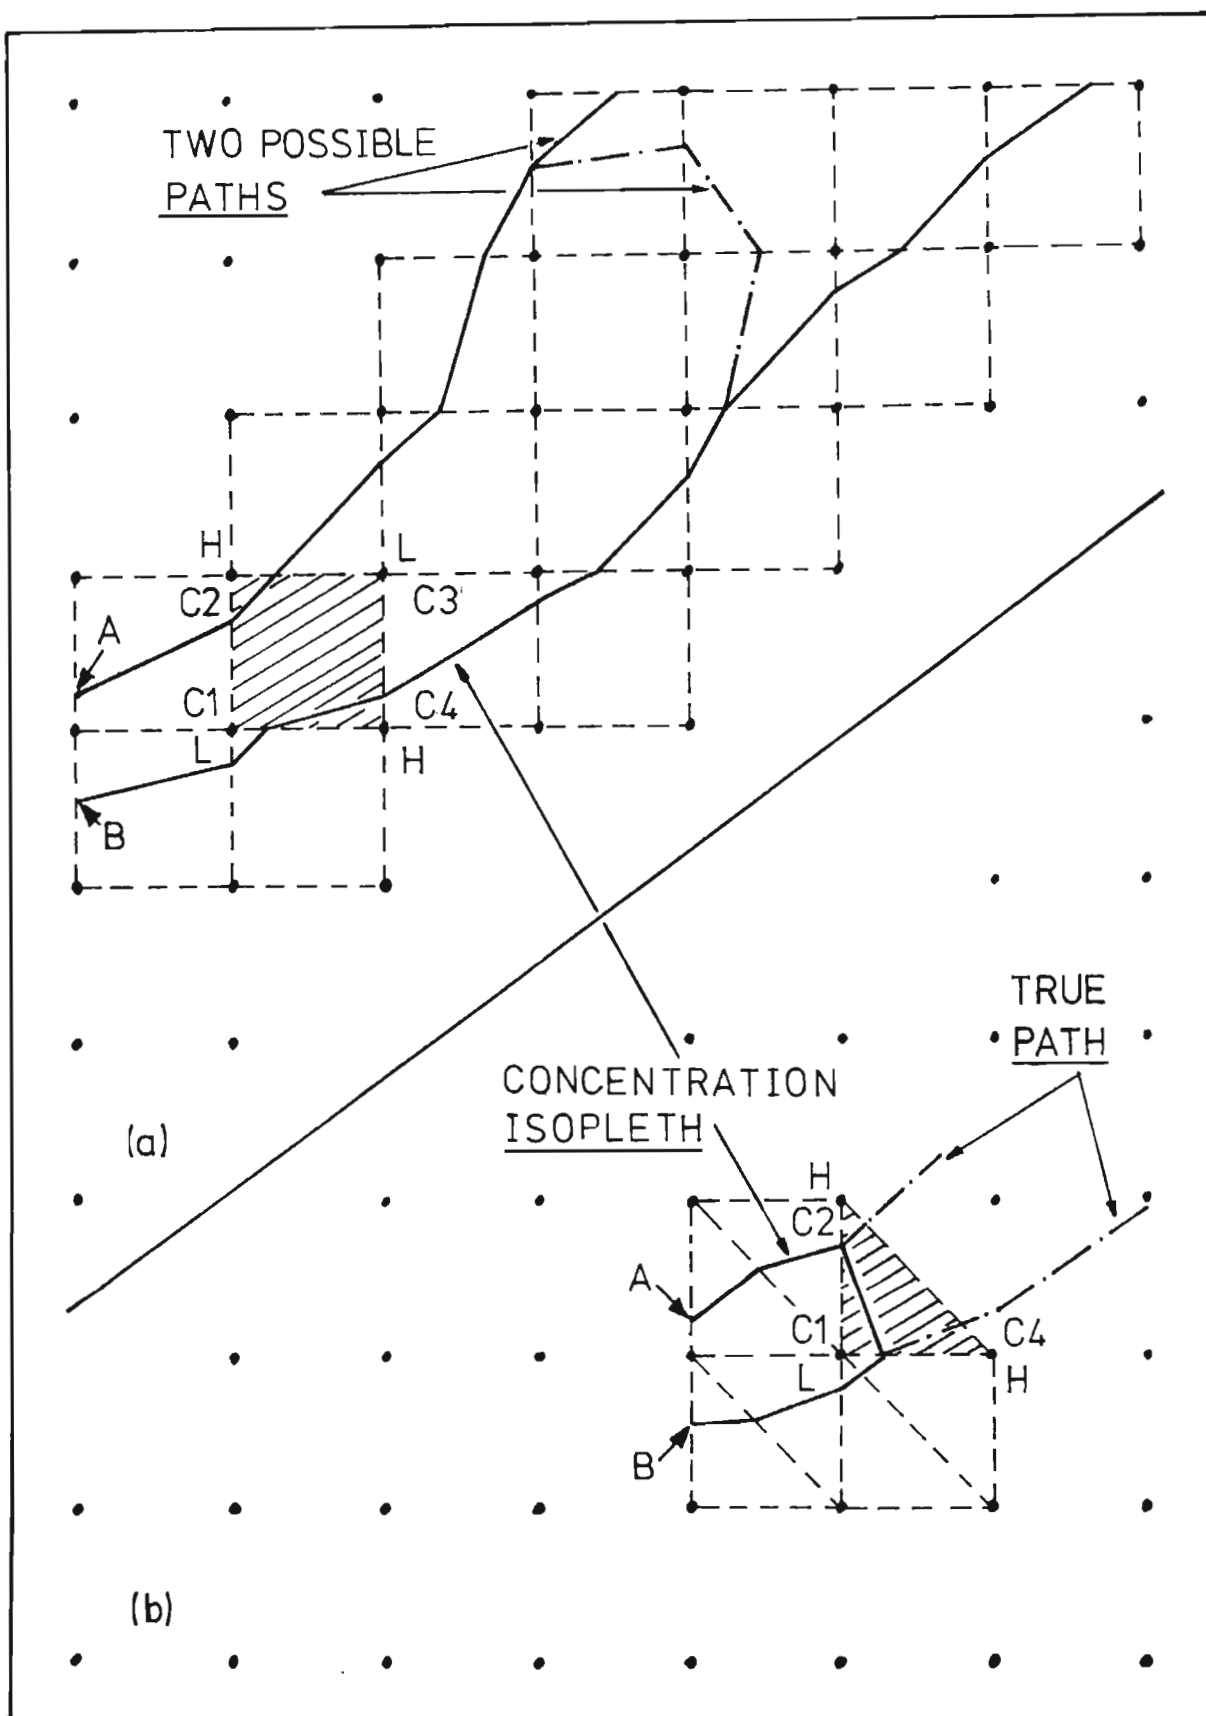 TWO POSSIBLE
PATHS
H
L
C2
C3
A
C1
C4
L
H
B
TRUE
PATH
CONCENTRATION
ISOPLETH
(a)
H
C2
A
C1
C4
L
H
B
(b)